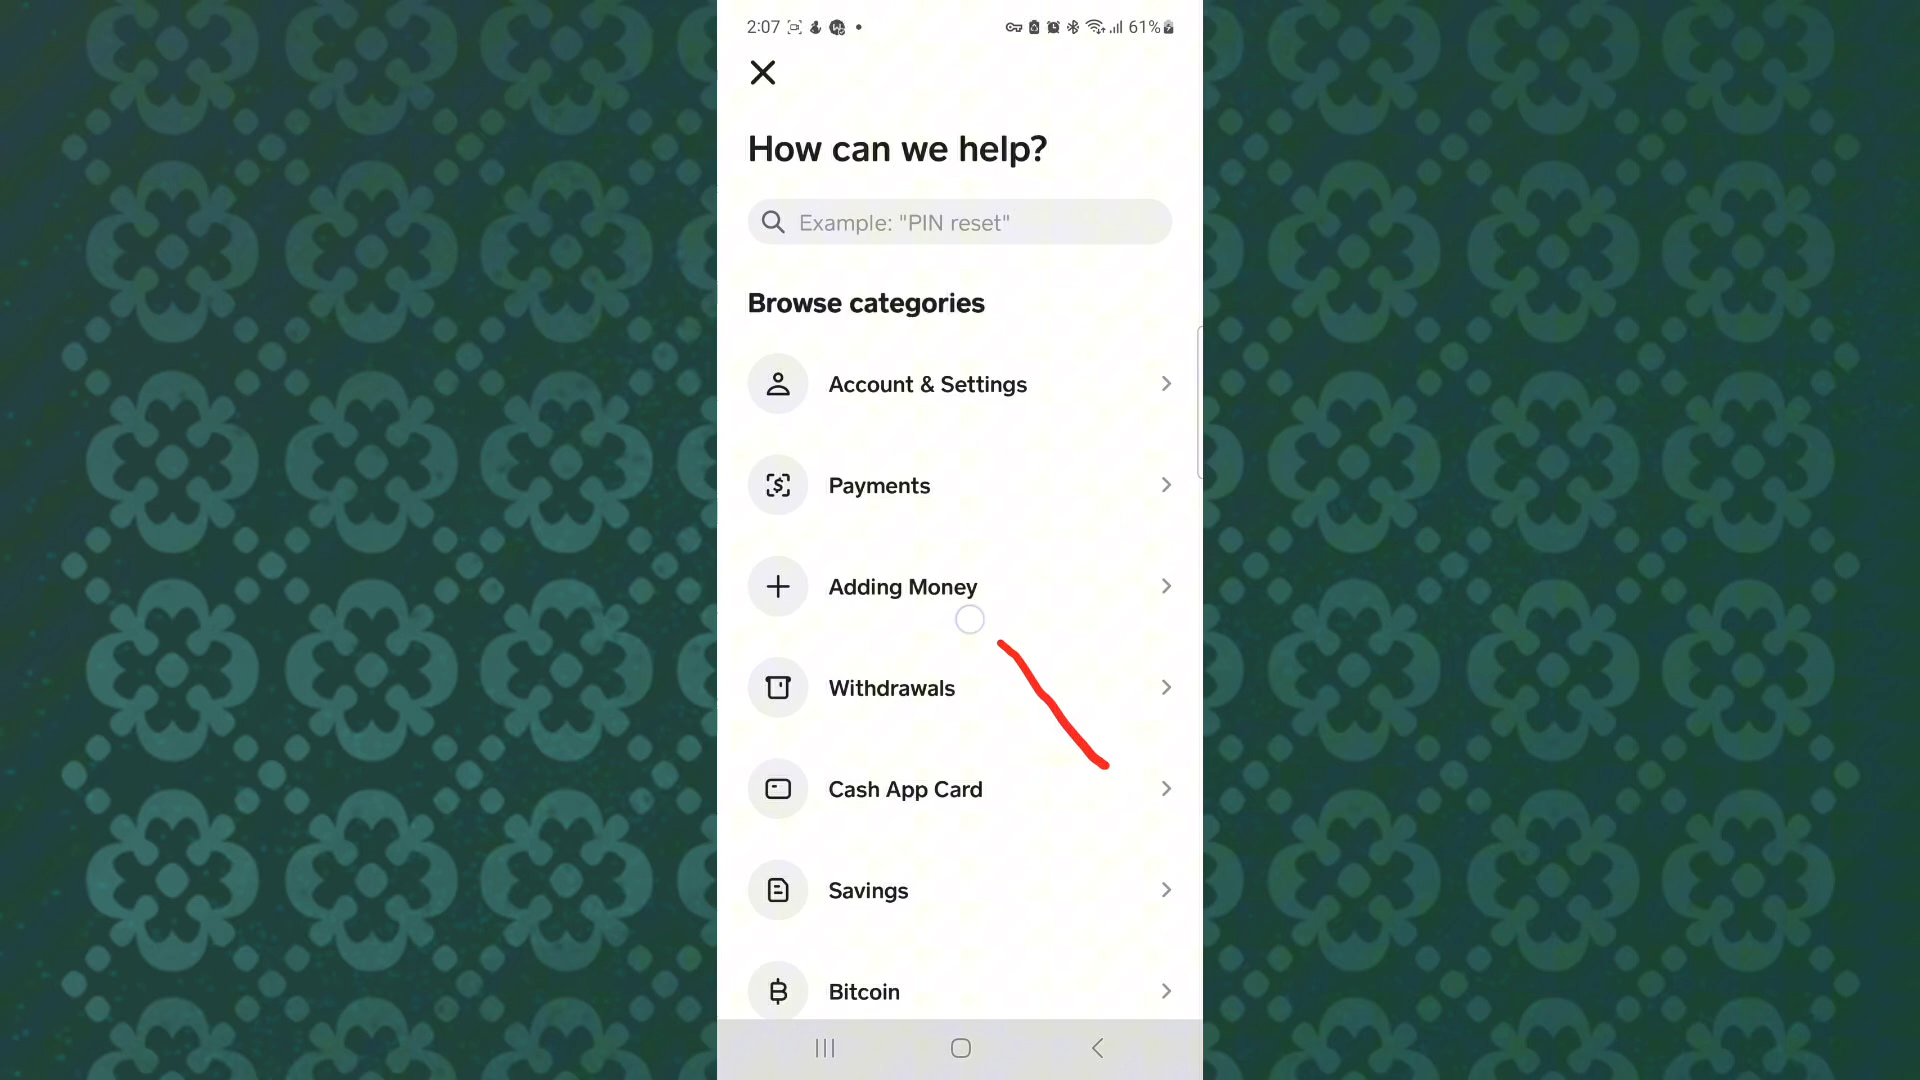 2:07
61%
How can we help?
Example: "PIN reset"
Browse categories
Account & Settings
Payments
Adding Money
Withdrawals
Cash App Card
Savings
Bitcoin